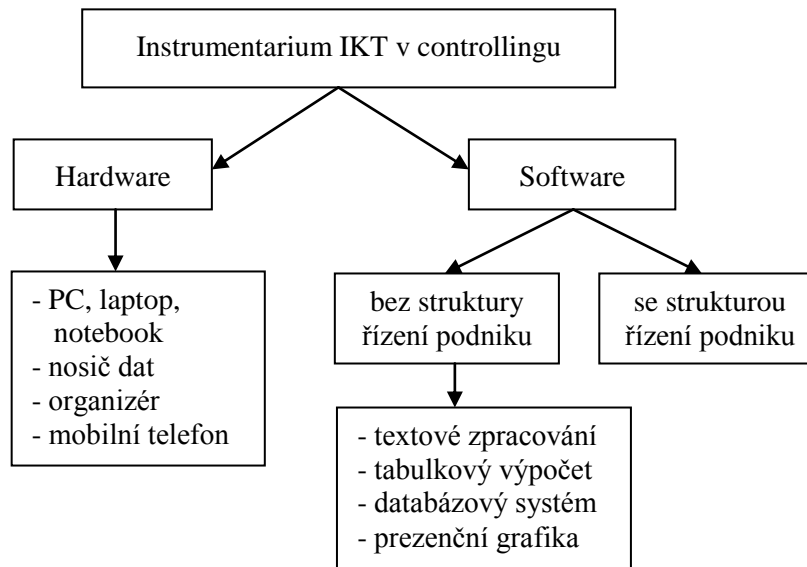 Instrumentarium IKT v controllingu
Hardware
Software
- PC, laptop,
notebook
- nosič dat
- organizér
- mobilní telefon
bez struktury
řízení podniku
se strukturou
řízení podniku
- textové zpracování
- tabulkový výpočet
- databázový systém
- prezenční grafika